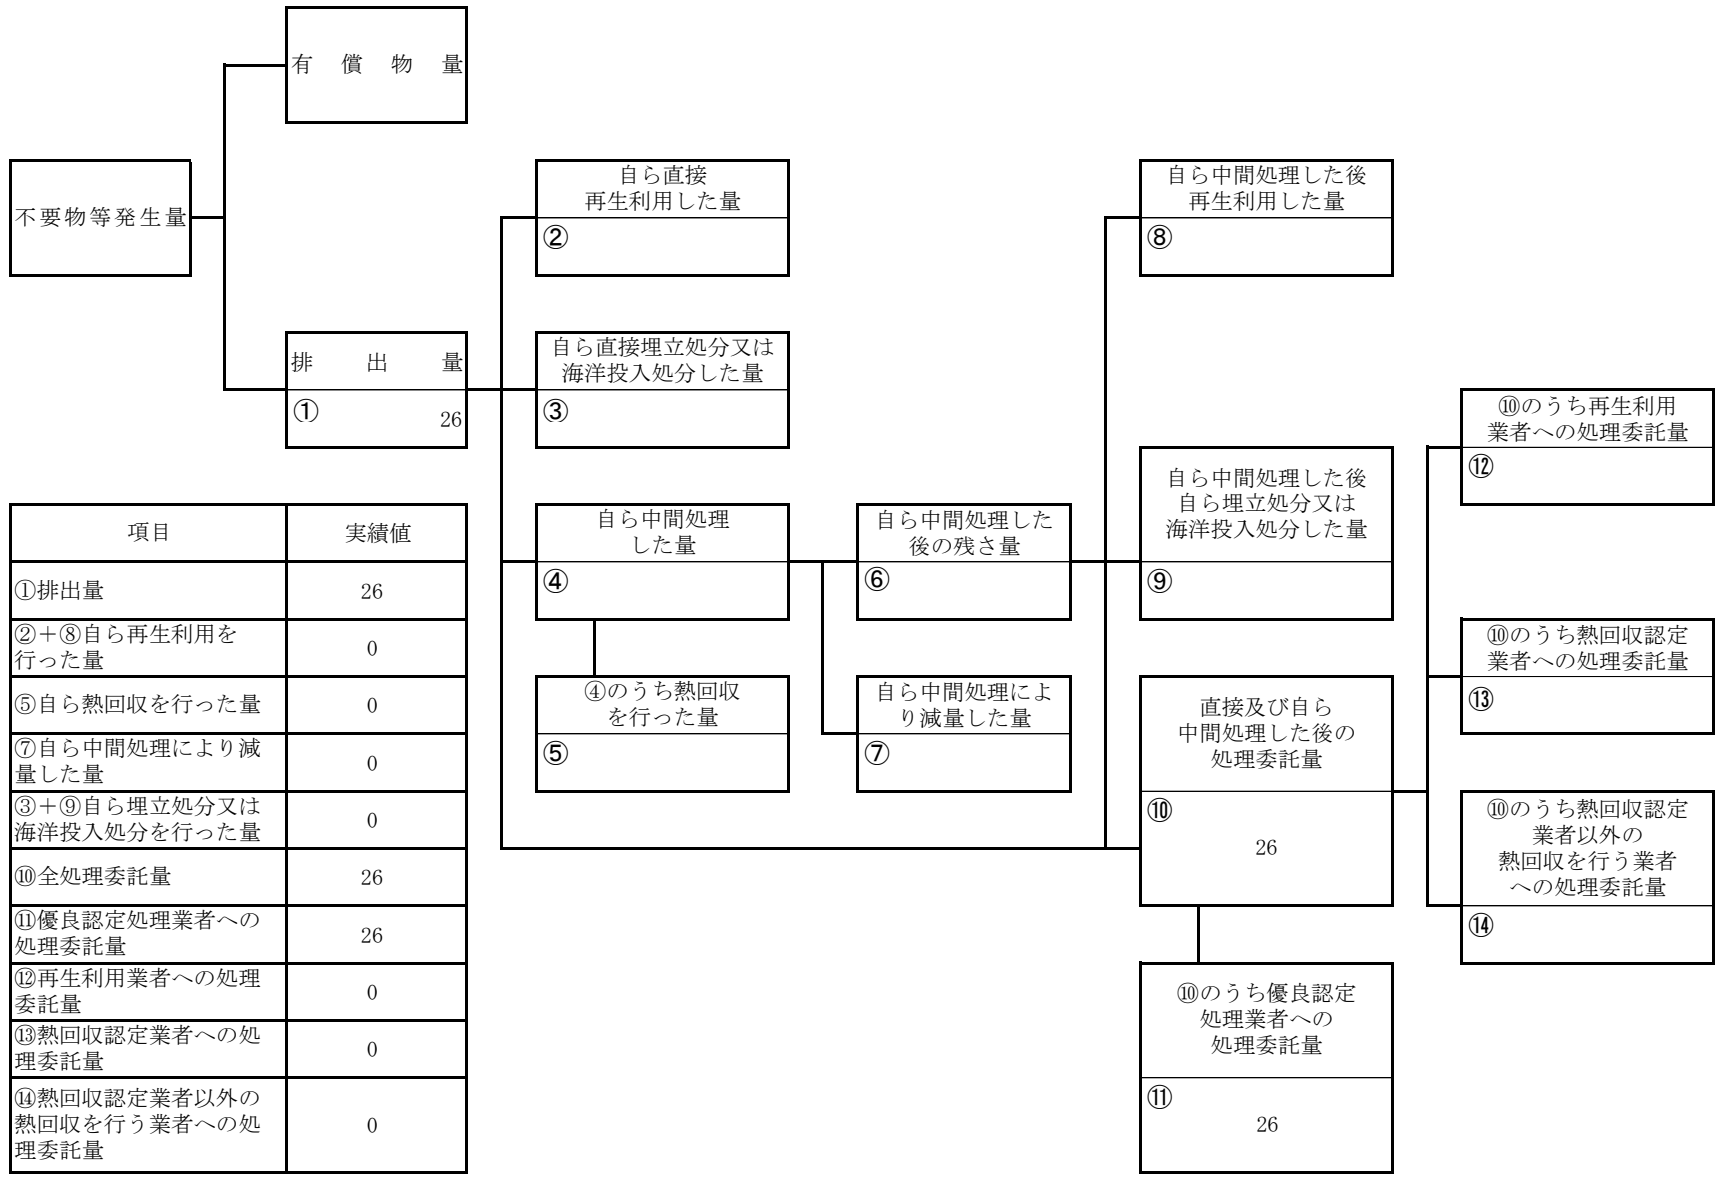 有償物量
不要物等発生量
排出量
①
26
自ら直接
再生利用した量
②
自ら直接埋立処分又は
海洋投入処分した量
③
自ら中間処理
した量
④
④のうち熱回収
を行った量
⑤
自ら中間処理した
後の残さ量
⑥
自ら中間処理によ
り減量した量
⑦
自ら中間処理した後
再生利用した量
⑧
自ら中間処理した後
自ら埋立処分又は
海洋投入処分した量
⑨
直接及び自ら
中間処理した後の
処理委託量
⑩
26
⑩のうち優良認定
処理業者への
処理委託量
⑪
26
⑩のうち再生利用
業者への処理委託量
⑫
⑩のうち熱回収認定
業者への処理委託量
⑬
⑩のうち熱回収認定
業者以外の
熱回収を行う業者
への処理委託量
⑭
項目 実績値
①排出量 26
②＋⑧自ら再生利用を
行った量
0
⑤自ら熱回収を行った量 0
⑦自ら中間処理により減
量した量
0
③＋⑨自ら埋立処分又は
海洋投入処分を行った量
0
⑩全処理委託量 26
⑪優良認定処理業者への
処理委託量
26
⑫再生利用業者への処理
委託量
0
⑬熱回収認定業者への処
理委託量
0
⑭熱回収認定業者以外の
熱回収を行う業者への処
理委託量
0